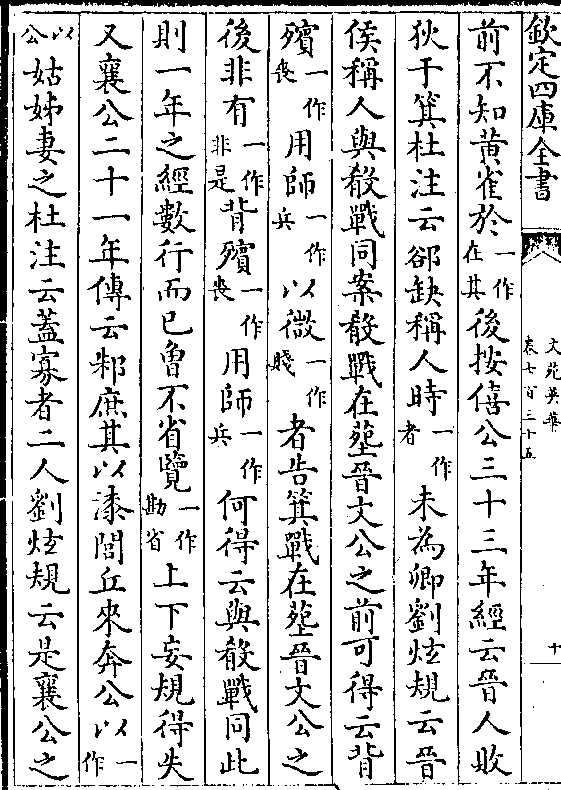 欽定四庫全書
文苑英華
卷七百三十五
十
前不知黃雀於一作在其後按僖公三十三年經云晉人敗
狄于箕杜注云郤缺稱人時一作者未為卿劉炫規云晉
侯稱人與殽戰同案殽戰在葬晉文公之前可得云背
殯一作喪用師一作兵以微一作賤者告箕戰在葬晉文公之
後非有一作非是背殯一作喪用師一作兵何得云與殽戰同此
則一年之經數行而已魯不省覽一作勘省上下妄規得失
又襄公二十一年傳云邾庶其以漆閭丘來奔公以一作
以公姑姊妻之杜注云蓋寡者二人劉炫規云是襄公之